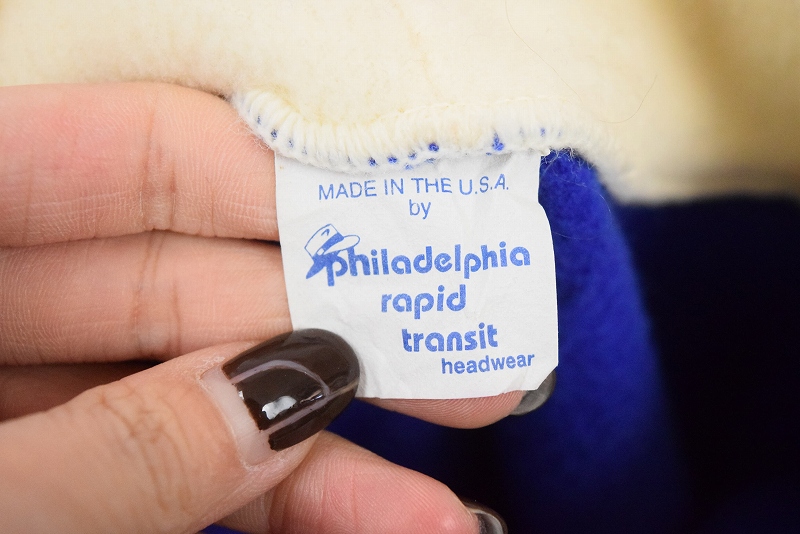 MADE IN THE U.S.A.
by
philadelphia
rapid
transit
headwear